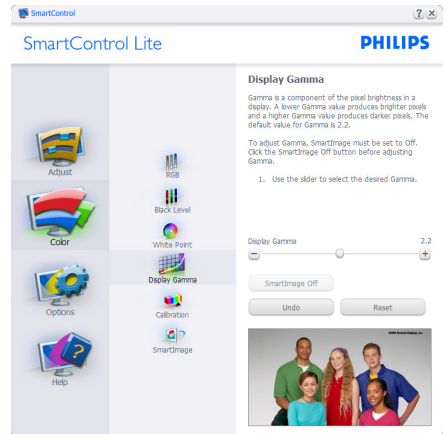 SmartControl
? ×
SmartControl Lite
PHILIPS
Adjust
Color
Options
Help
RGB
Black Level
White Point
Display Gamma
Calibration
SmartImage
Display Gamma
Gamma is a component of the pixel brightness in a
display. A lower Gamma value produces brighter pixels
and a higher Gamma value produces darker pixels. The
default value for Gamma is 2.2.
To adjust Gamma, SmartImage must be set to Off.
Click the SmartImage Off button before adjusting
Gamma.
1. Use the slider to select the desired Gamma.
Display Gamma 2.2
SmartImage Off
Undo Reset